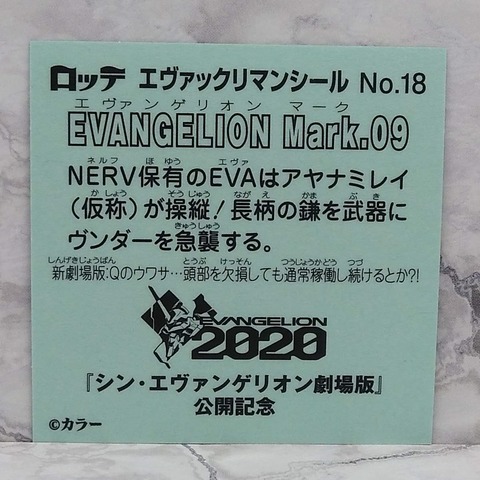 ロッテ エヴァックリマンシール No.18
エヴァンゲリオン マーク
EVANGELION Mark.09
ネルフ ほゆう エヴァ
NERV保有のEVAはアヤナミレイ
かしょう そうじゅう ながえ かま ぶき
(仮称)が操縦!長柄の鎌を武器に
きゅうしゅう
ヴンダーを急襲する。
しんげきじょうばん とうぶ けっそん つうじょうかどう つづ
新劇場版:Qのウワサ…頭部を欠損しても通常稼働し続けるとか?!
EVANGELION
2020
『シン・エヴァンゲリオン劇場版』
公開記念
©カラー